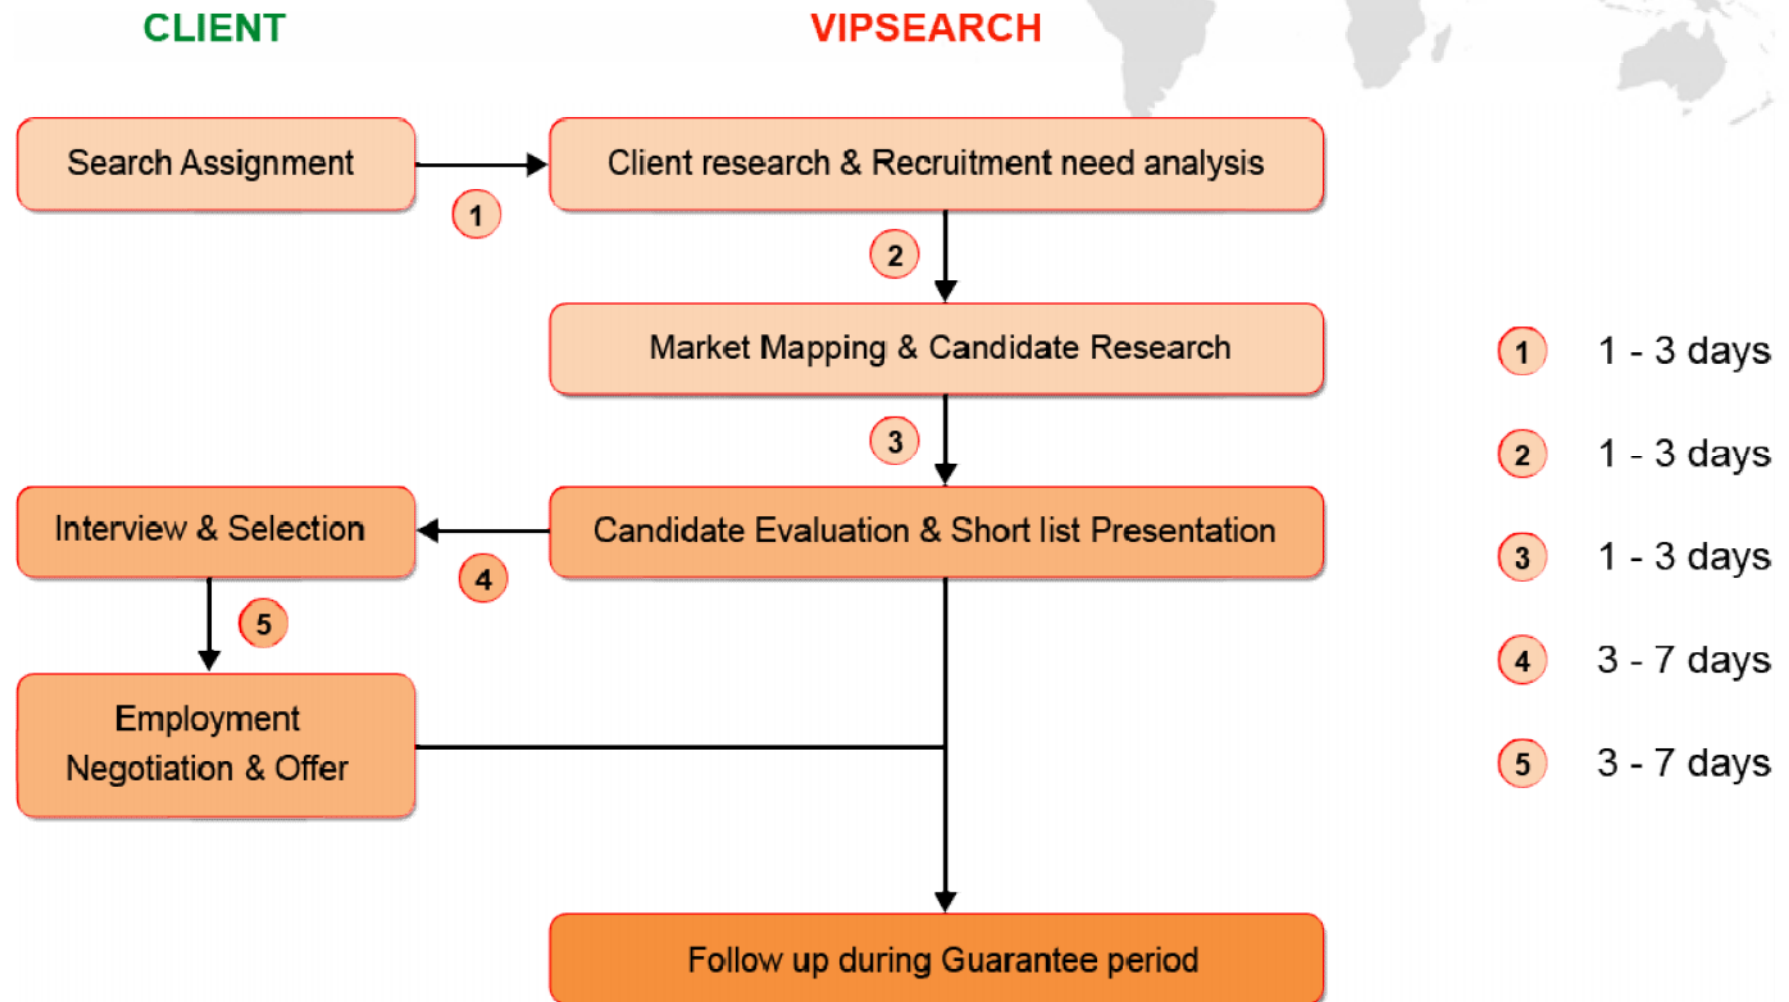 CLIENT
VIPSEARCH
Search Assignment
Client research & Recruitment need analysis
1
2
Market Mapping & Candidate Research
3
Interview & Selection
Candidate Evaluation & Short list Presentation
4
5
Employment
Negotiation & Offer
Follow up during Guarantee period
1 1 - 3 days
2 1 - 3 days
3 1 - 3 days
4 3 - 7 days
5 3 - 7 days